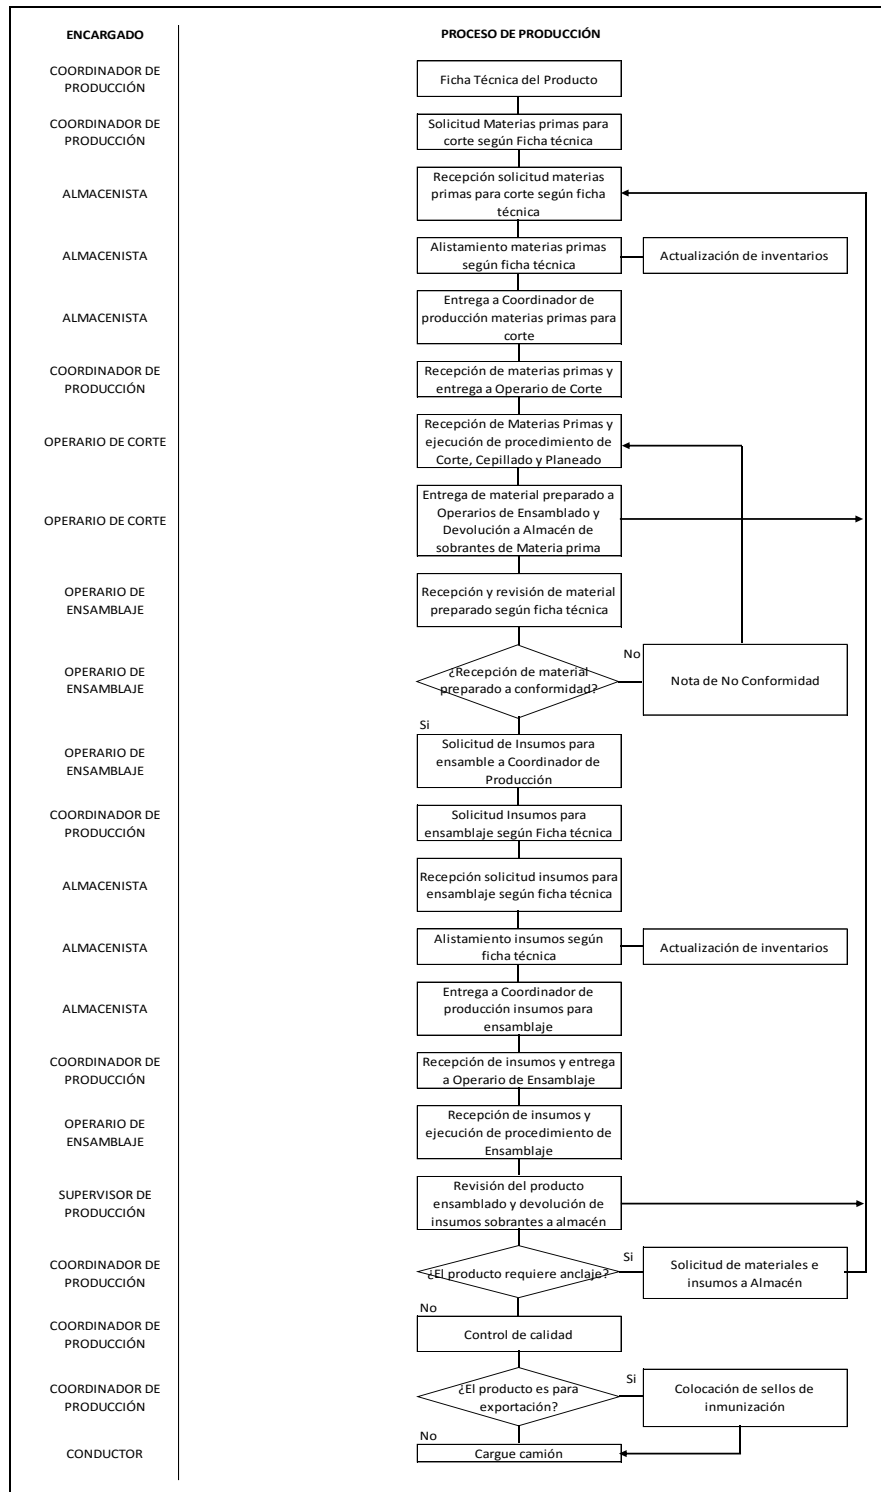 ENCARGADO
PROCESO DE PRODUCCIÓN
COORDINADOR DE
PRODUCCIÓN
Ficha Técnica del Producto
COORDINADOR DE
PRODUCCIÓN
Solicitud Materias primas para
corte según Ficha técnica
ALMACENISTA
Recepción solicitud materias
primas para corte según ficha
técnica
ALMACENISTA
Alistamiento materias primas
según ficha técnica
Actualización de inventarios
ALMACENISTA
Entrega a Coordinador de
producción materias primas para
corte
COORDINADOR DE
PRODUCCIÓN
Recepción de materias primas y
entrega a Operario de Corte
OPERARIO DE CORTE
Recepción de Materias Primas y
ejecución de procedimiento de
Corte, Cepillado y Planeado
OPERARIO DE CORTE
Entrega de material preparado a
Operarios de Ensamblado y
Devolución a Almacén de
sobrantes de Materia prima
OPERARIO DE
ENSAMBLAJE
Recepción y revisión de material
preparado según ficha técnica
OPERARIO DE
ENSAMBLAJE
¿Recepción de material
preparado a conformidad?
No
Nota de No Conformidad
Si
OPERARIO DE
ENSAMBLAJE
Solicitud de Insumos para
ensamble a Coordinador de
Producción
COORDINADOR DE
PRODUCCIÓN
Solicitud Insumos para
ensamblaje según Ficha técnica
ALMACENISTA
Recepción solicitud insumos para
ensamblaje según ficha técnica
ALMACENISTA
Alistamiento insumos según
ficha técnica
Actualización de inventarios
ALMACENISTA
Entrega a Coordinador de
producción insumos para
ensamblaje
COORDINADOR DE
PRODUCCIÓN
Recepción de insumos y entrega
a Operario de Ensamblaje
OPERARIO DE
ENSAMBLAJE
Recepción de insumos y
ejecución de procedimiento de
Ensamblaje
SUPERVISOR DE
PRODUCCIÓN
Revisión del producto
ensamblado y devolución de
insumos sobrantes a almacén
COORDINADOR DE
PRODUCCIÓN
¿El producto requiere anclaje?
Si
Solicitud de materiales e
insumos a Almacén
No
COORDINADOR DE
PRODUCCIÓN
Control de calidad
COORDINADOR DE
PRODUCCIÓN
¿El producto es para
exportación?
Si
Colocación de sellos de
inmunización
No
CONDUCTOR
Cargue camión